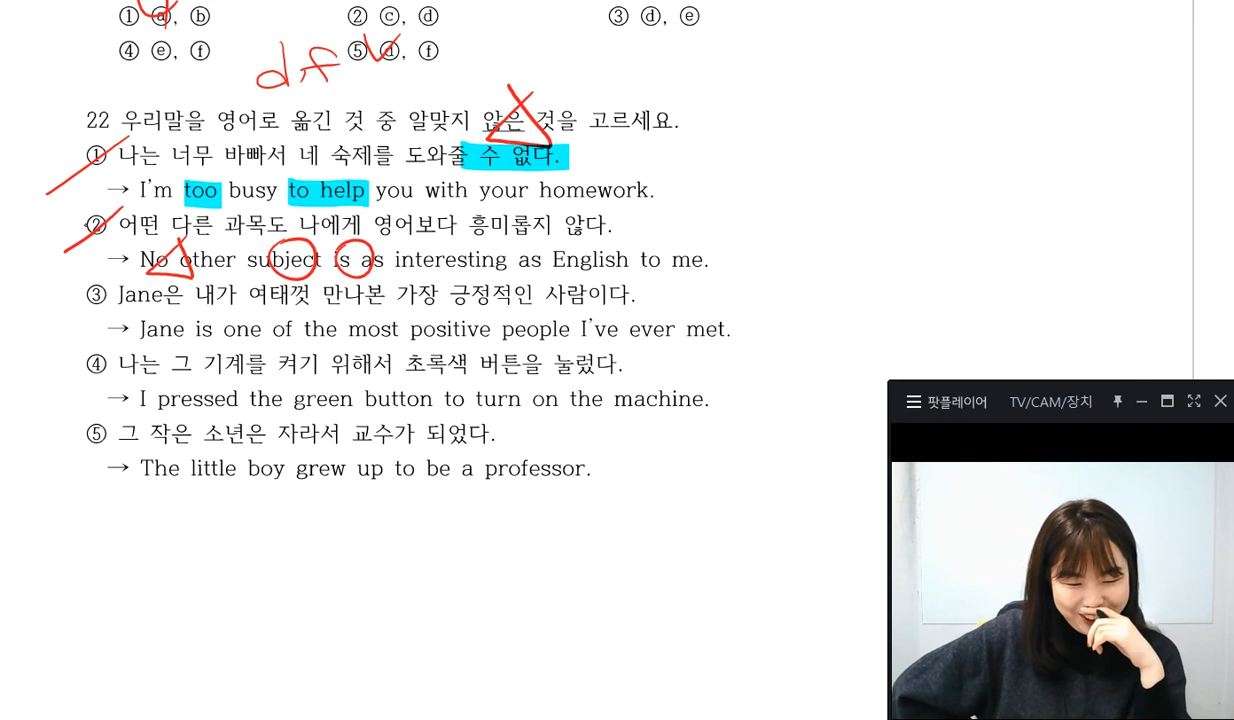 ① ⓐ, ⓑ ② ⓒ, ⓓ ③ ⓓ, ⓔ
④ ⓔ, ⓕ ⑤ ⓓ, ⓕ
d, f
22 우리말을 영어로 옮긴 것 중 알맞지 않은 것을 고르세요.
① 나는 너무 바빠서 네 숙제를 도와줄 수 없다.
→ I'm too busy to help you with your homework.
② 어떤 다른 과목도 나에게 영어보다 흥미롭지 않다.
→ No other subject is as interesting as English to me.
③ Jane은 내가 여태껏 만나본 가장 긍정적인 사람이다.
→ Jane is one of the most positive people I've ever met.
④ 나는 그 기계를 켜기 위해서 초록색 버튼을 눌렀다.
→ I pressed the green button to turn on the machine.
⑤ 그 작은 소년은 자라서 교수가 되었다.
→ The little boy grew up to be a professor.
팟플레이어 TV/CAM/장치